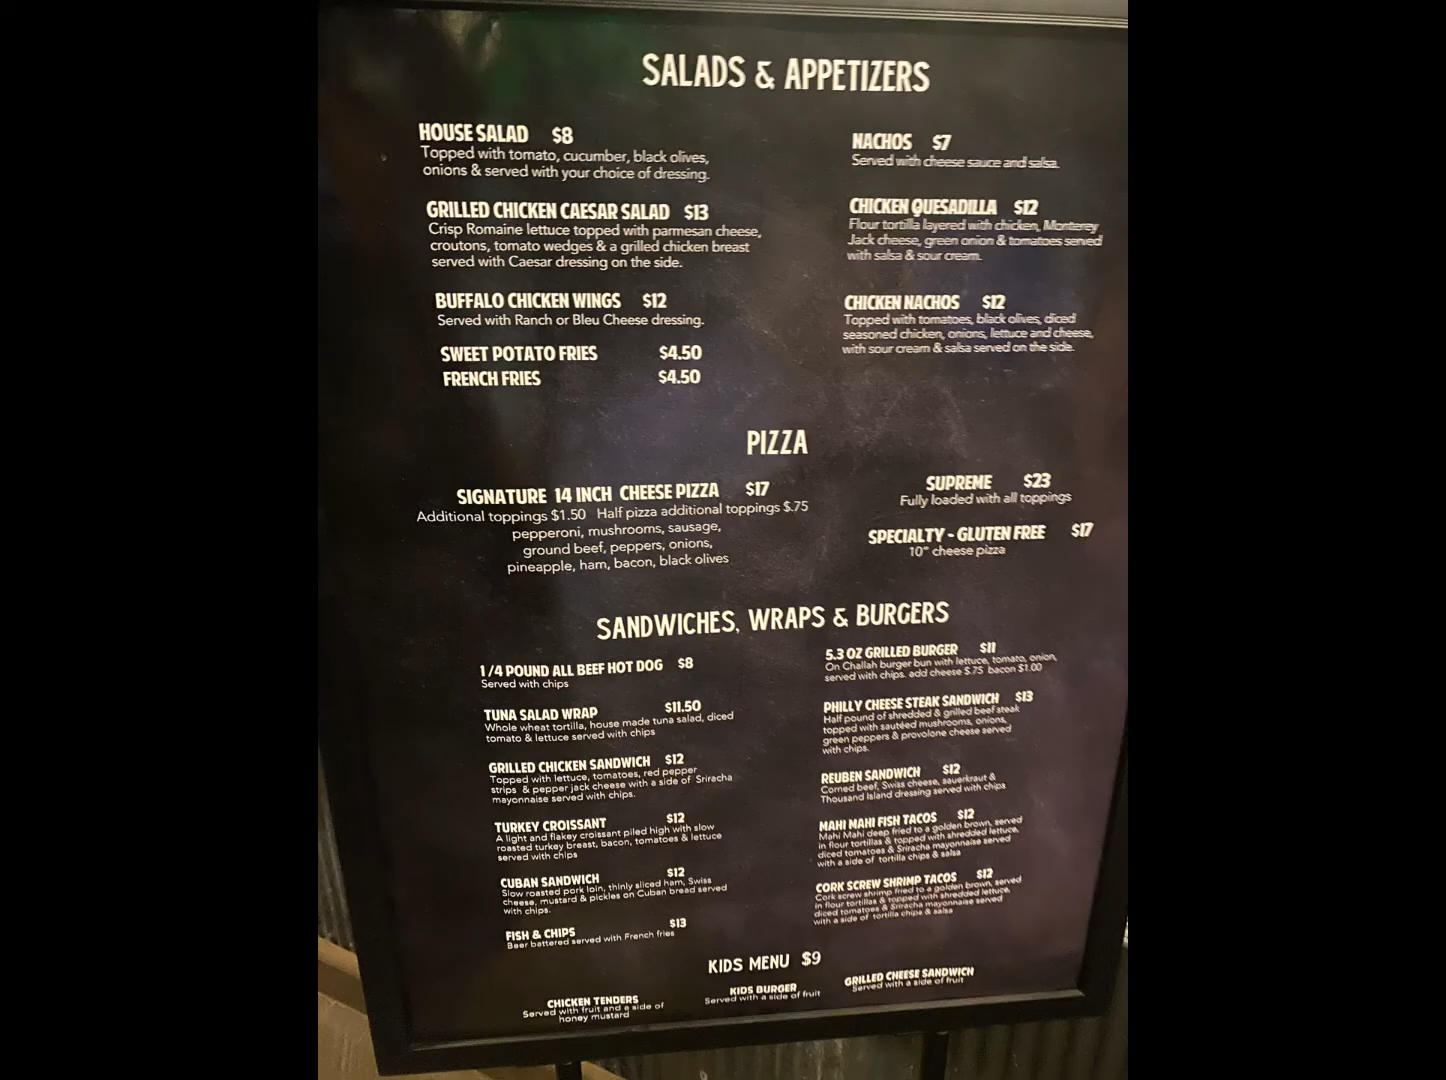 SALADS & APPETIZERS
HOUSE SALAD $8
Topped with tomato, cucumber, black olives,
onions & served with your choice of dressing.
GRILLED CHICKEN CAESAR SALAD $13
Crisp Romaine lettuce topped with parmesan cheese,
croutons, tomato wedges & a grilled chicken breast
served with Caesar dressing on the side.
BUFFALO CHICKEN WINGS $12
Served with Ranch or Bleu Cheese dressing.
SWEET POTATO FRIES $4.50
FRENCH FRIES $4.50
NACHOS $7
Served with cheese sauce and salsa.
CHICKEN QUESADILLA $12
Flour tortilla layered with chicken, Monterey
Jack cheese, green onion & tomatoes served
with salsa & sour cream.
CHICKEN NACHOS $12
Topped with tomatoes, black olives, diced
seasoned chicken, onions, lettuce and cheese,
with sour cream & salsa served on the side.
PIZZA
SIGNATURE 14 INCH CHEESE PIZZA $17
Additional toppings $1.50 Half pizza additional toppings $.75
pepperoni, mushrooms, sausage,
ground beef, peppers, onions,
pineapple, ham, bacon, black olives
SUPREME $23
Fully loaded with all toppings
SPECIALTY - GLUTEN FREE $17
10" cheese pizza
SANDWICHES, WRAPS & BURGERS
1/4 POUND ALL BEEF HOT DOG $8
Served with chips
TUNA SALAD WRAP $11.50
Whole wheat tortilla, house made tuna salad, diced
tomato & lettuce served with chips
GRILLED CHICKEN SANDWICH $12
Topped with lettuce, tomatoes, red pepper
strips & pepper jack cheese with a side of Sriracha
mayonnaise served with chips.
TURKEY CROISSANT $12
A light and flakey croissant piled high with slow
roasted turkey breast, bacon, tomatoes & lettuce
served with chips
CUBAN SANDWICH $12
Slow roasted pork loin, thinly sliced ham, Swiss
cheese, mustard & pickles on Cuban bread served
with chips.
FISH & CHIPS $13
Beer battered served with French fries
5.3 OZ GRILLED BURGER $11
On Challah burger bun with lettuce, tomato, onion,
served with chips. add cheese $.75 bacon $1.00
PHILLY CHEESE STEAK SANDWICH $13
Half pound of shredded & grilled beef steak
topped with sautéed mushrooms, onions,
green peppers & provolone cheese served
with chips.
REUBEN SANDWICH $12
Corned beef, Swiss cheese, sauerkraut &
Thousand Island dressing served with chips
MAHI MAHI FISH TACOS $12
Mahi Mahi deep fried to a golden brown, served
in flour tortillas & topped with shredded lettuce,
diced tomatoes & Sriracha mayonnaise served
with a side of tortilla chips & salsa
CORK SCREW SHRIMP TACOS $12
Cork screw shrimp fried to a golden brown, served
in flour tortillas & topped with shredded lettuce,
diced tomatoes & Sriracha mayonnaise served
with a side of tortilla chips & salsa
KIDS MENU $9
CHICKEN TENDERS
Served with fruit and a side of
honey mustard
KIDS BURGER
Served with a side of fruit
GRILLED CHEESE SANDWICH
Served with a side of fruit